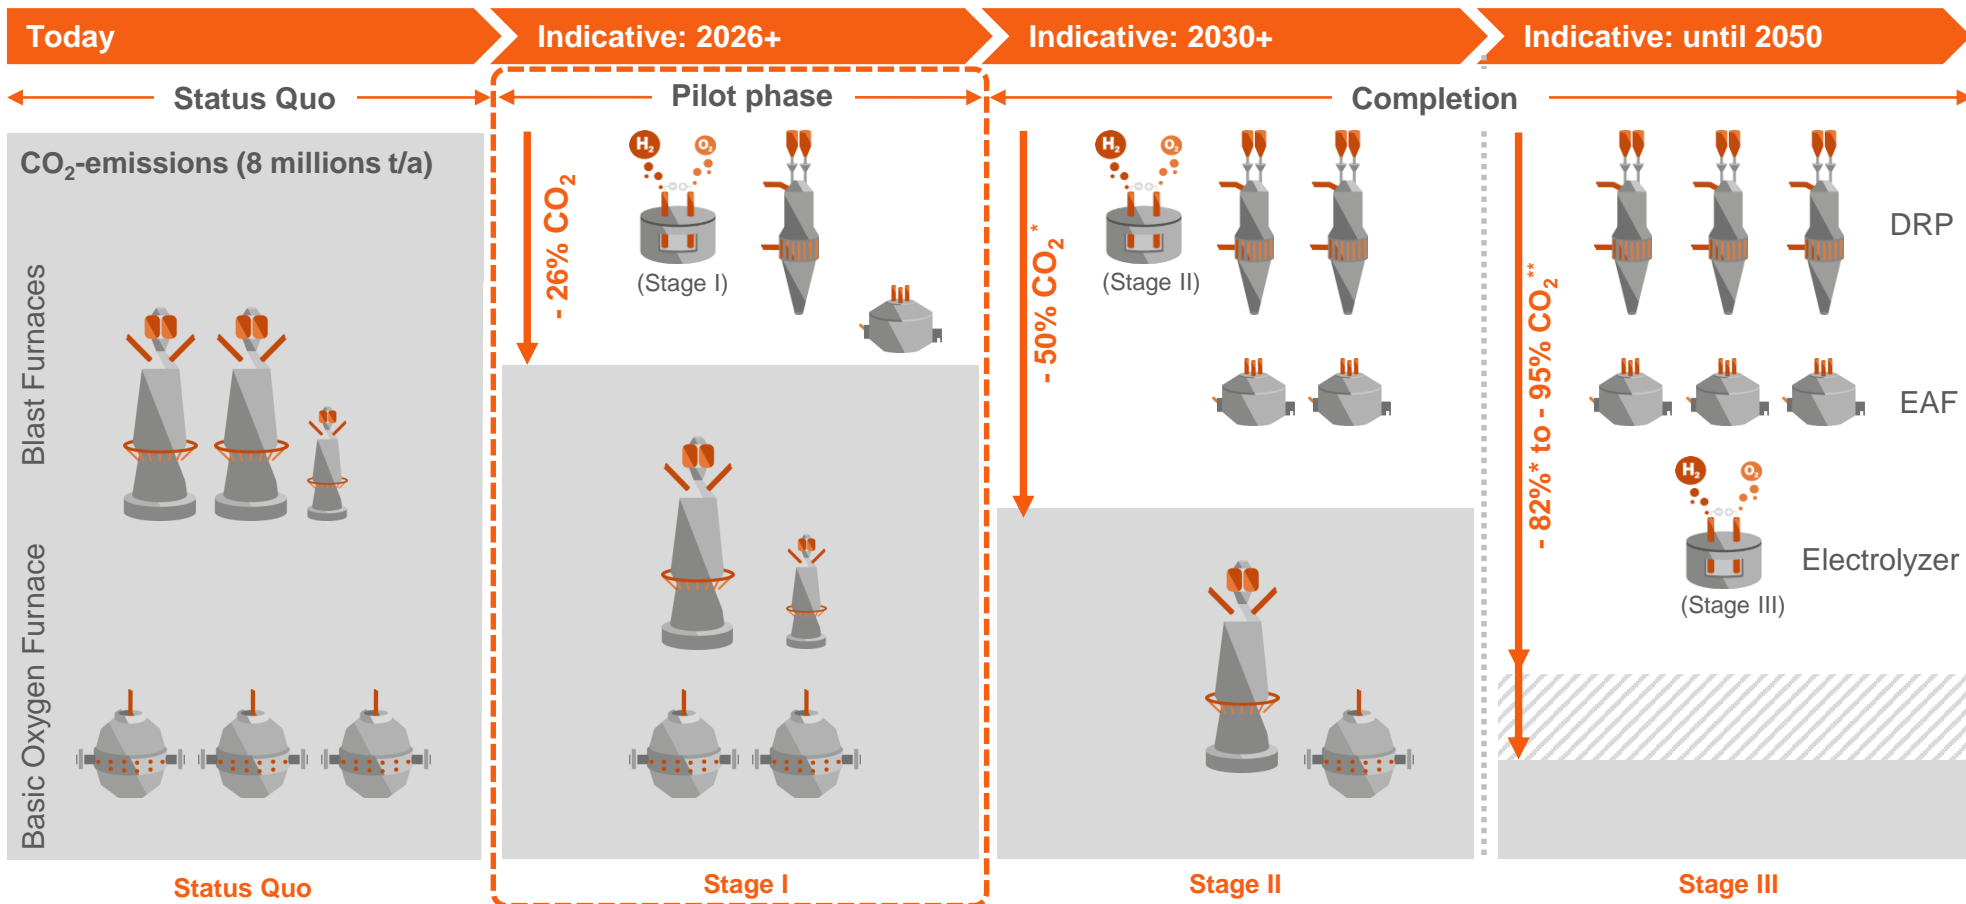 Today
Indicative: 2026+
Indicative: 2030+
Indicative: until 2050
Status Quo
Pilot phase
Completion
CO₂-emissions (8 millions t/a)
Blast Furnaces
Basic Oxygen Furnace
- 26% CO₂
H₂
O₂
(Stage I)
- 50% CO₂*
H₂
O₂
(Stage II)
- 82%* to - 95% CO₂**
DRP
EAF
H₂
O₂
Electrolyzer
(Stage III)
Status Quo
Stage I
Stage II
Stage III